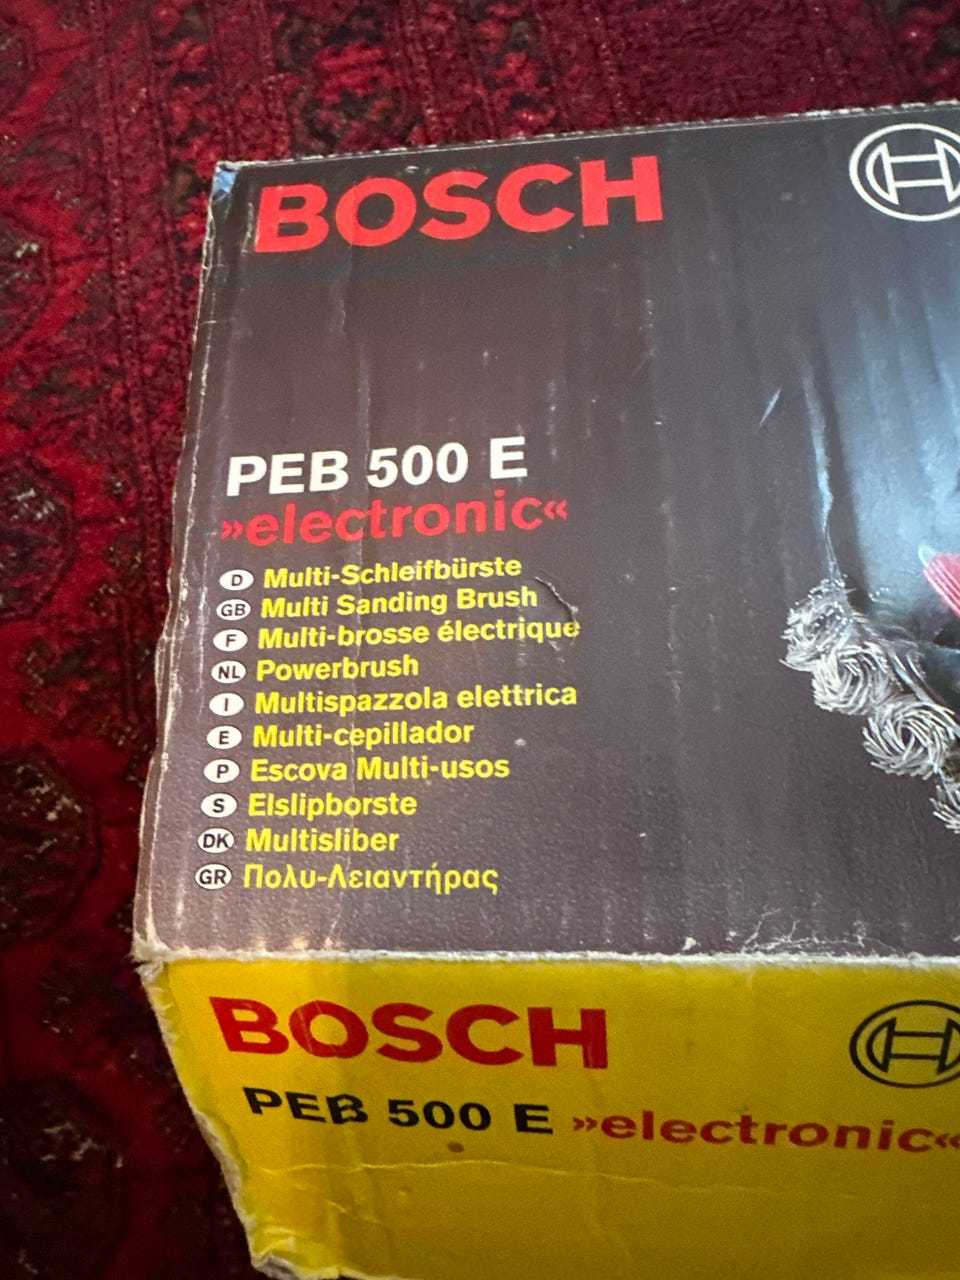 BOSCH
PEB 500 E
»electronic«
D Multi-Schleifbürste
GB Multi Sanding Brush
F Multi-brosse électrique
NL Powerbrush
I Multispazzola elettrica
E Multi-cepillador
P Escova Multi-usos
S Elslipborste
DK Multisliber
GR Πολυ-Λειαντήρας
BOSCH
PEB 500 E »electronic«